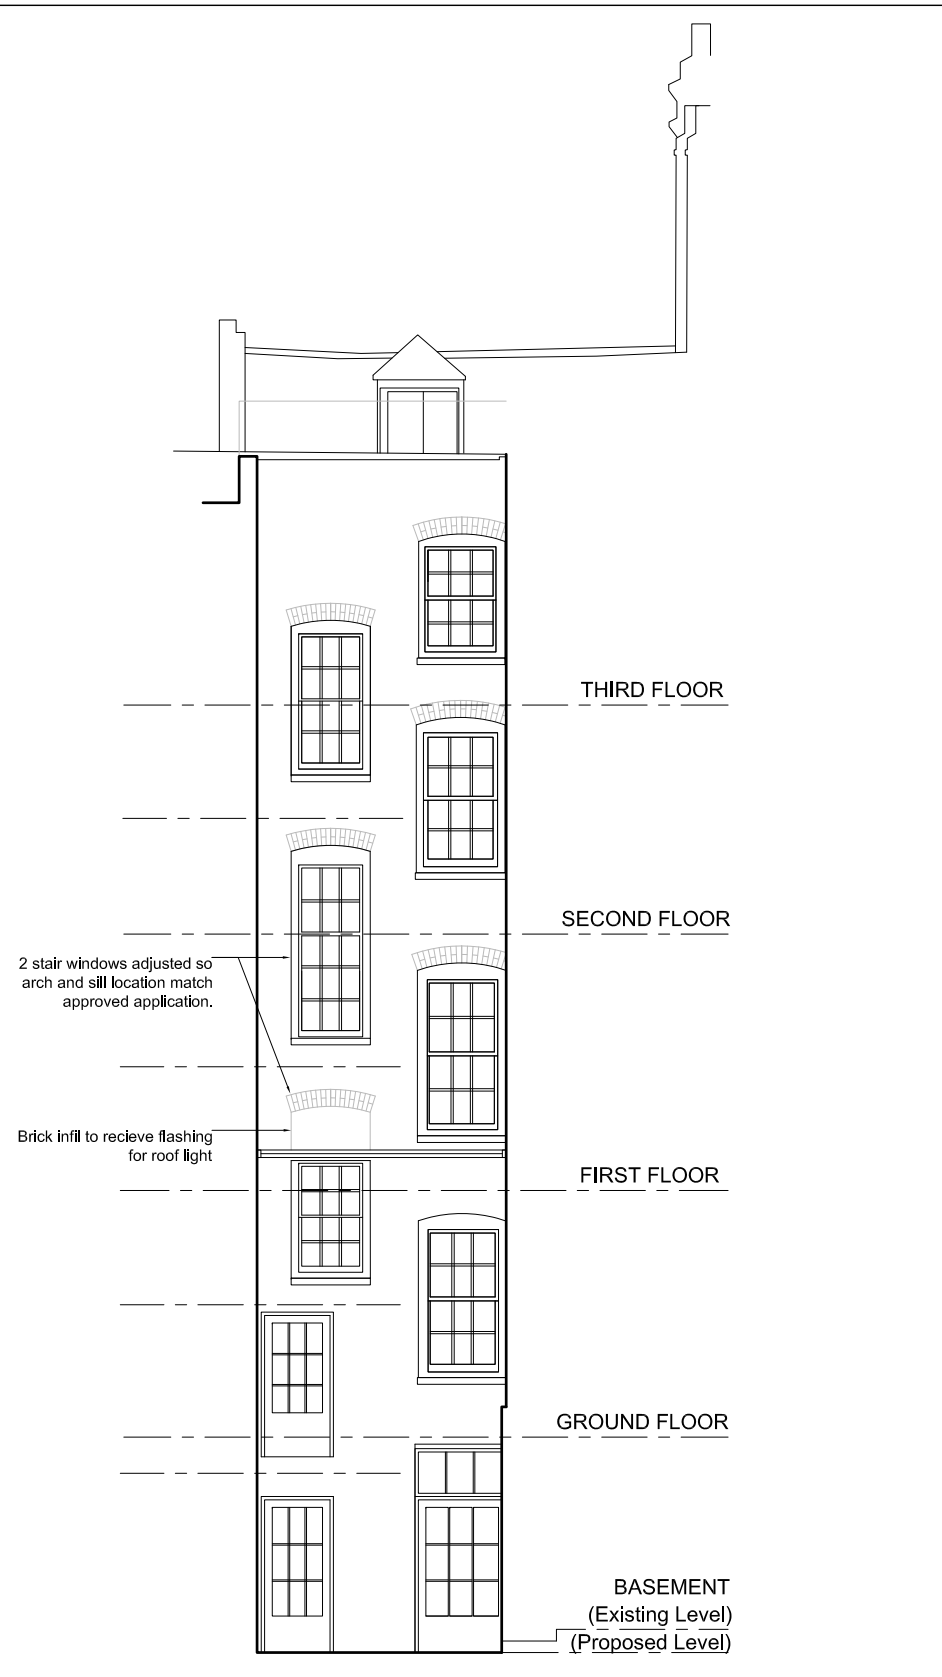 THIRD FLOOR
SECOND FLOOR
2 stair windows adjusted so
arch and sill location match
approved application.
Brick infil to recieve flashing
for roof light
FIRST FLOOR
GROUND FLOOR
BASEMENT
(Existing Level)
(Proposed Level)